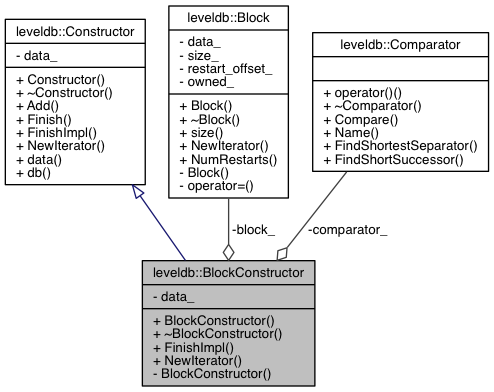 leveldb::Constructor
- data_
+ Constructor()
+ ~Constructor()
+ Add()
+ Finish()
+ FinishImpl()
+ NewIterator()
+ data()
+ db()
leveldb::Block
- data_
- size_
- restart_offset_
- owned_
+ Block()
+ ~Block()
+ size()
+ NewIterator()
+ NumRestarts()
- Block()
- operator=()
leveldb::Comparator
+ operator()()
+ ~Comparator()
+ Compare()
+ Name()
+ FindShortestSeparator()
+ FindShortSuccessor()
-block_
-comparator_
leveldb::BlockConstructor
- data_
+ BlockConstructor()
+ ~BlockConstructor()
+ FinishImpl()
+ NewIterator()
- BlockConstructor()